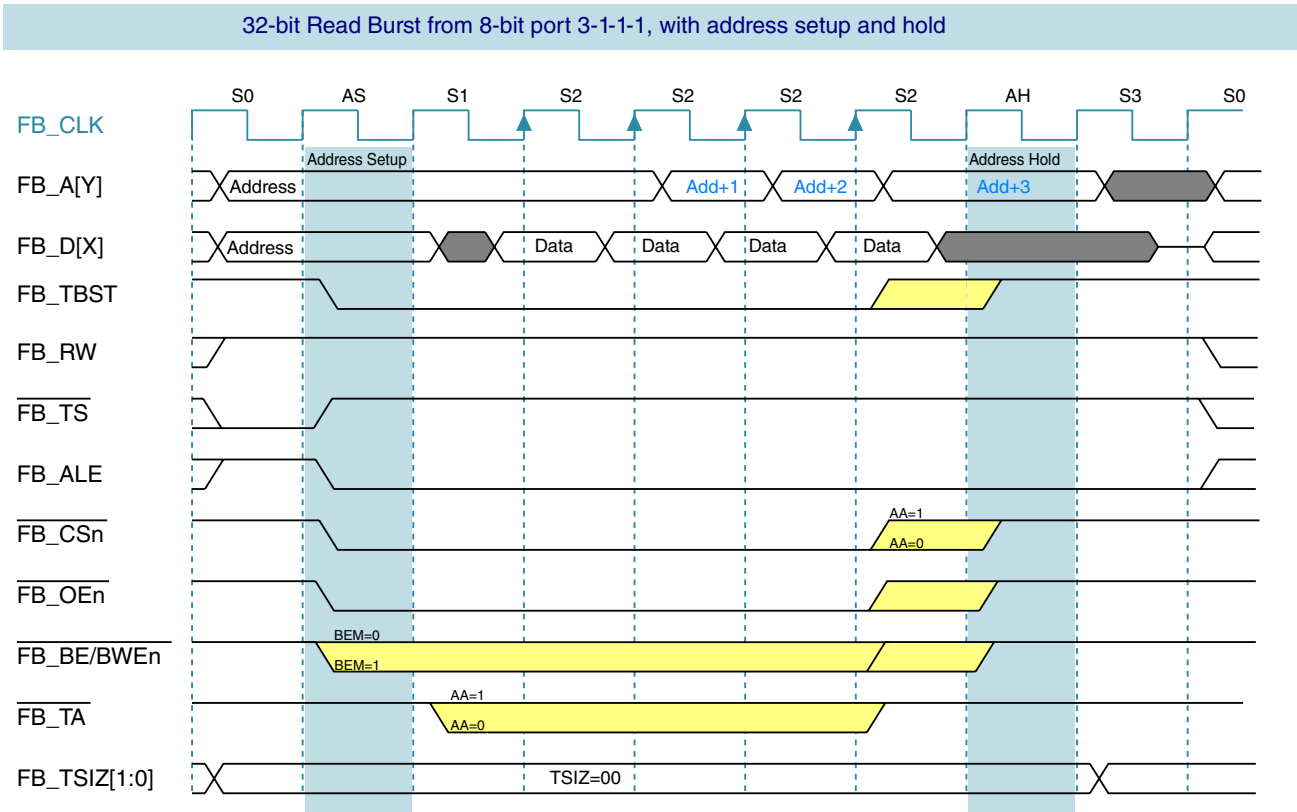 32-bit Read Burst from 8-bit port 3-1-1-1, with address setup and hold
S0 AS S1 S2 S2 S2 S2 AH S3 S0
FB_CLK
Address Setup Address Hold
FB_A[Y] Address Add+1 Add+2 Add+3
FB_D[X] Address Data Data Data Data
FB_TBST
FB_RW
FB_TS
FB_ALE
AA=1
FB_CSn
AA=0
FB_OEn
BEM=0
FB_BE/BWEn
BEM=1
AA=1
FB_TA
AA=0
FB_TSIZ[1:0] TSIZ=00